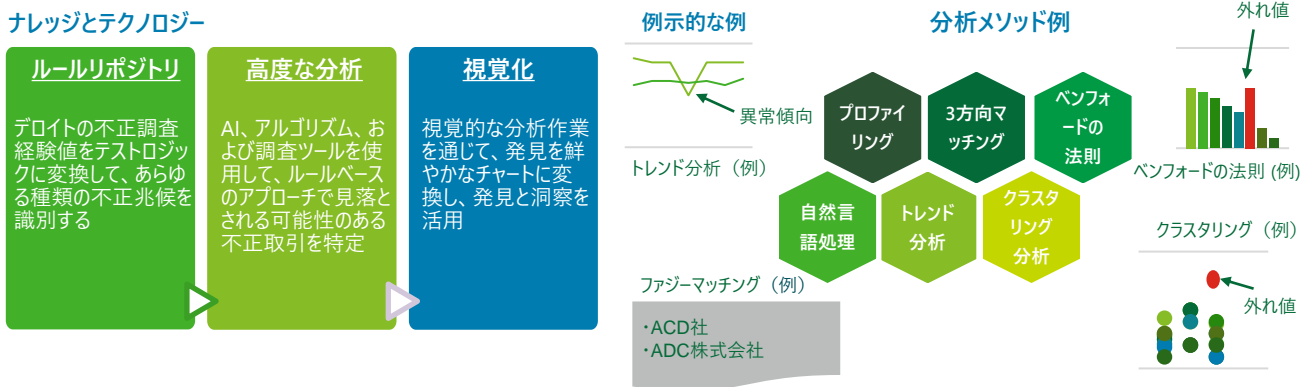 ナレッジとテクノロジー
ルールリポジトリ
デロイトの不正調査
経験値をテストロジッ
クに変換して、あらゆ
る種類の不正兆候を
識別する
高度な分析
AI、アルゴリズム、お
よび調査ツールを使
用して、ルールベース
のアプローチで見落と
される可能性のある
不正取引を特定
視覚化
視覚的な分析作業
を通じて、発見を鮮
やかなチャートに変
換し、発見と洞察を
活用
例示的な例
異常傾向
トレンド分析（例）
分析メソッド例
プロファイ
リング
3方向マ
ッチング
ベンフォ
ードの
法則
自然言
語処理
トレンド
分析
クラスタ
リング
分析
外れ値
ベンフォードの法則 (例)
クラスタリング（例）
外れ値
ファジーマッチング（例）
・ACD社
・ADC株式会社